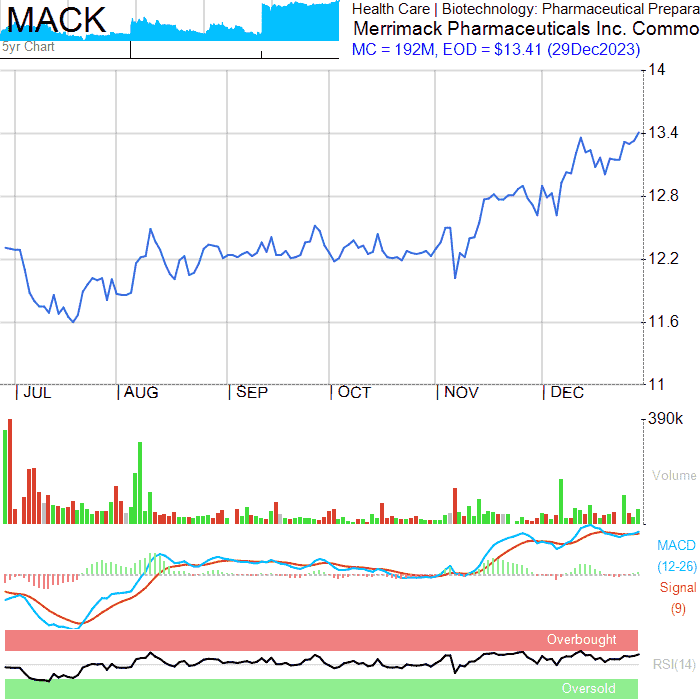 MACK
5yr Chart
Health Care | Biotechnology: Pharmaceutical Prepara
Merrimack Pharmaceuticals Inc. Commo
MC = 192M, EOD = $13.41 (29Dec2023)
14
13.4
12.8
12.2
11.6
11
JUL
AUG
SEP
OCT
NOV
DEC
390k
Volume
MACD
(12-26)
Signal
(9)
Overbought
RSI(14)
Oversold